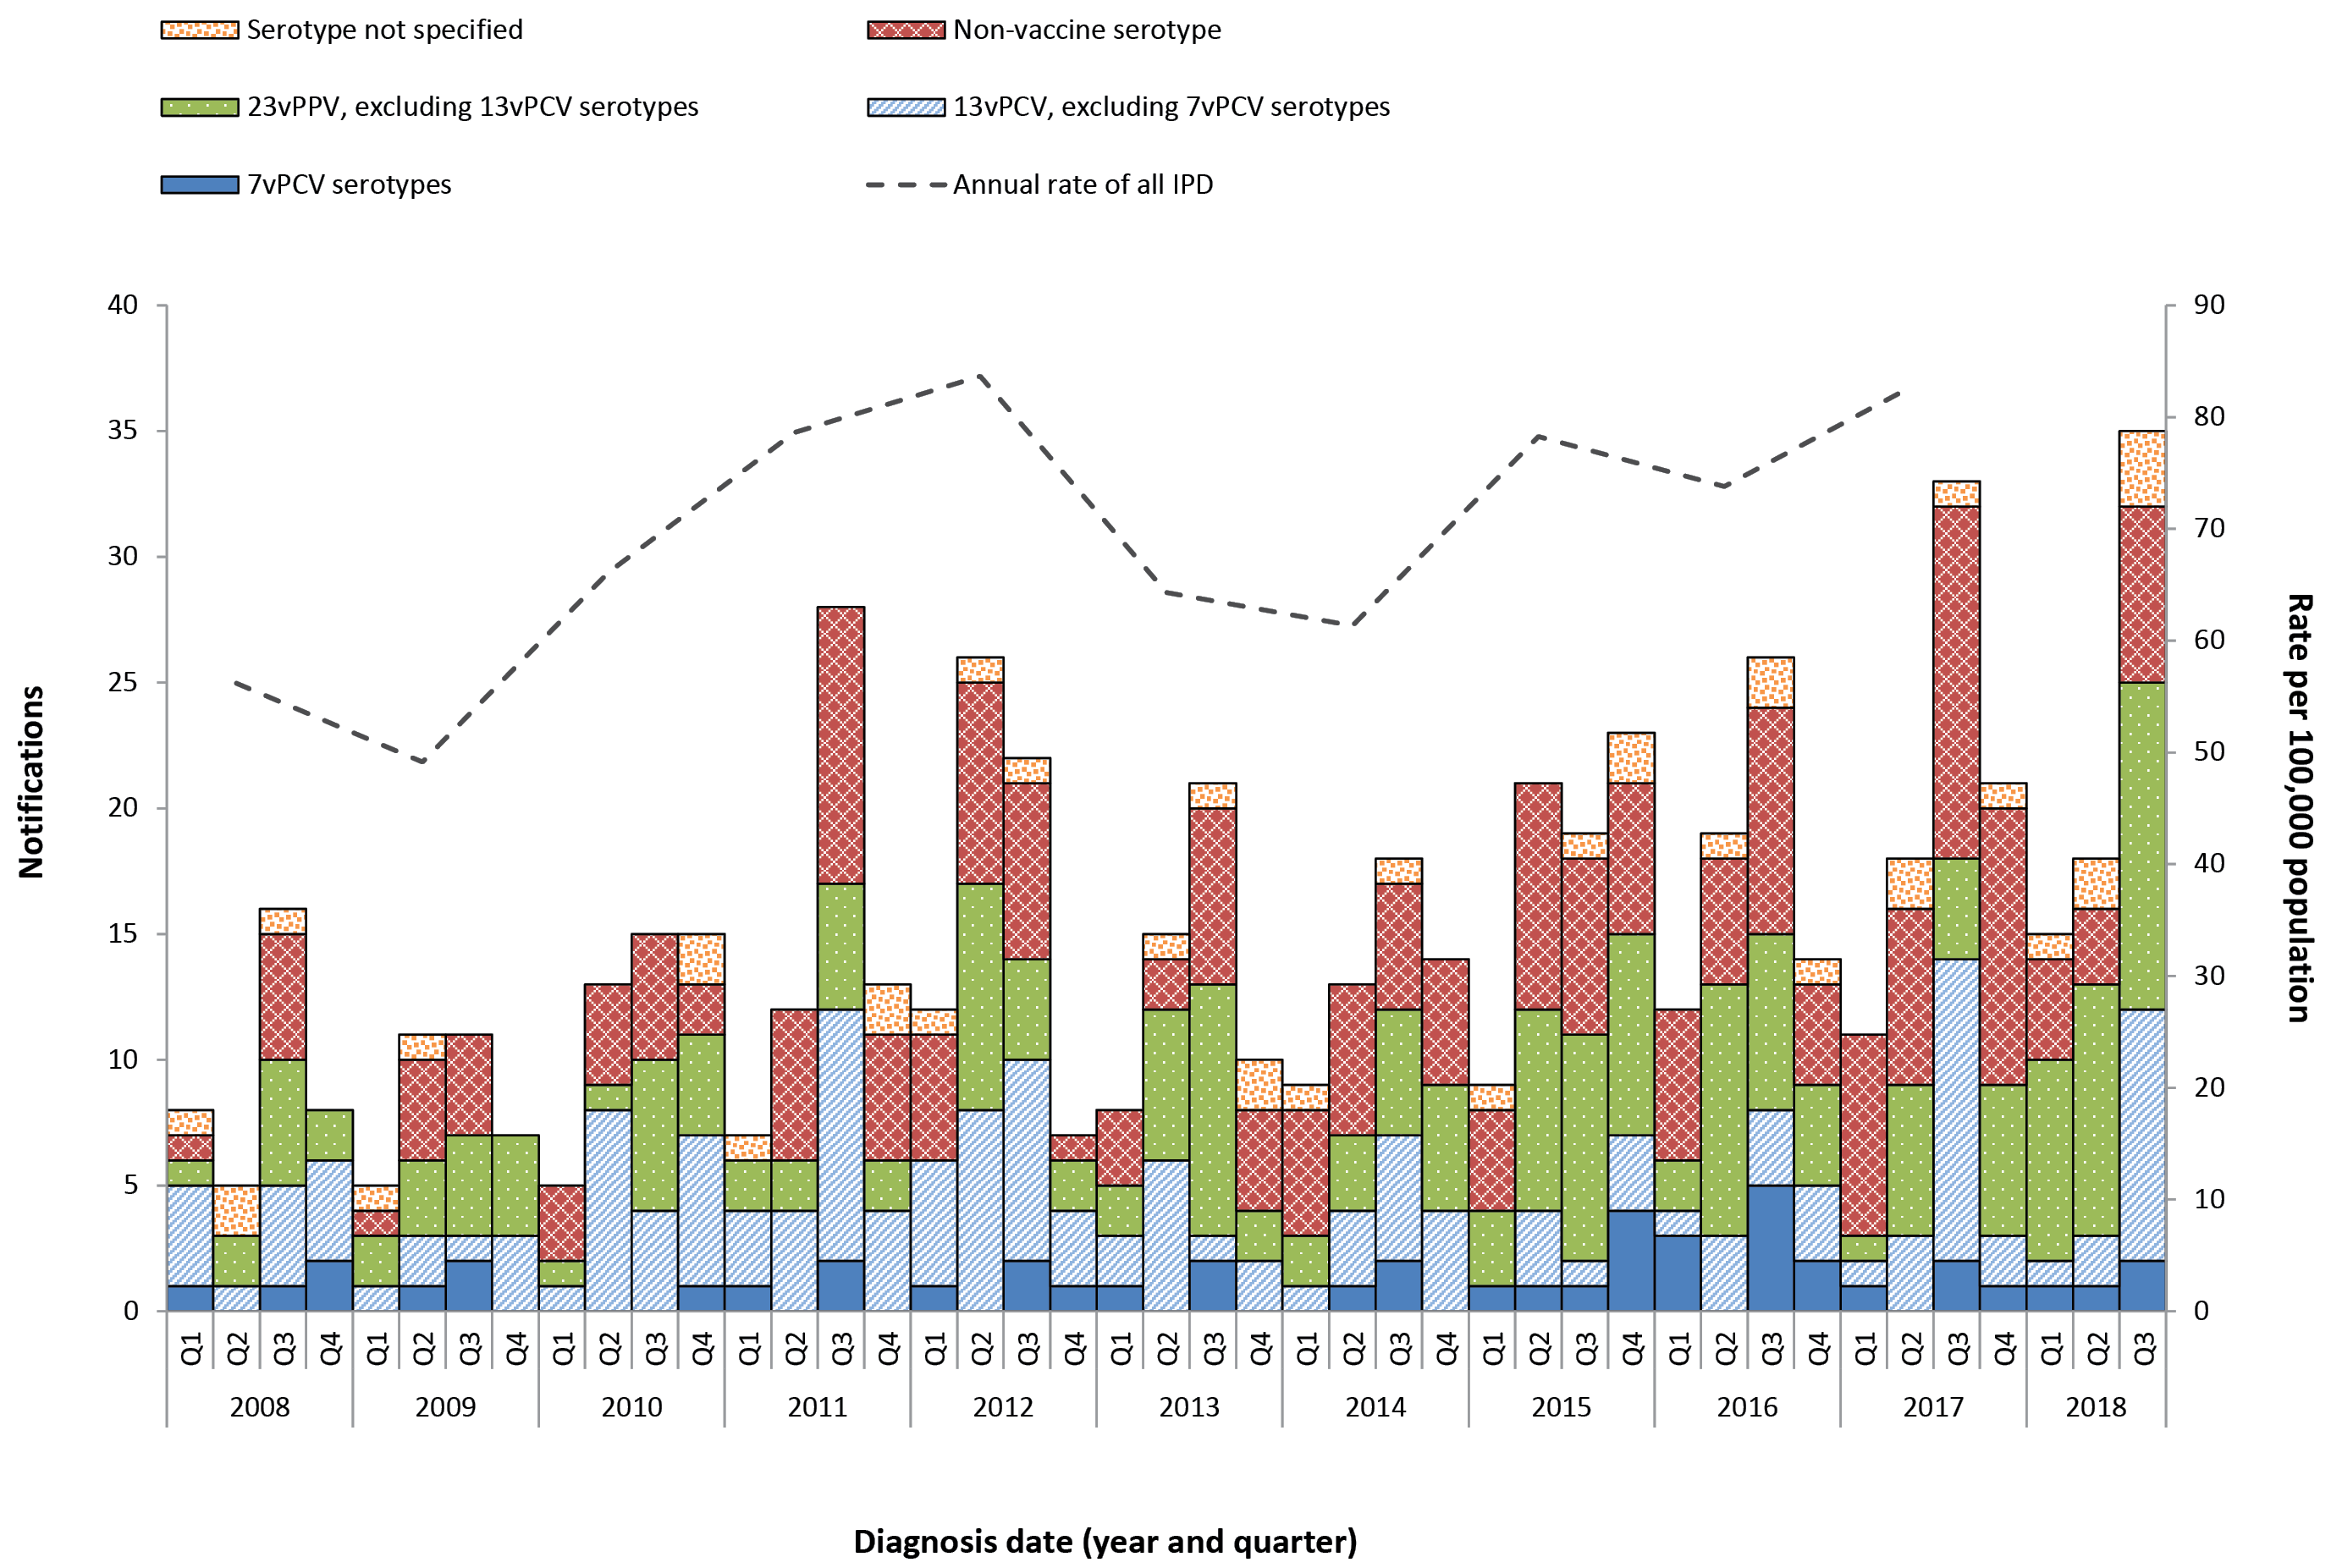 Serotype not specified
Non-vaccine serotype
23vPPV, excluding 13vPCV serotypes
13vPCV, excluding 7vPCV serotypes
7vPCV serotypes
Annual rate of all IPD
40
35
30
25
20
15
10
5
0
Notifications
90
80
70
60
50
40
30
20
10
0
Rate per 100,000 population
Q1 Q2 Q3 Q4 Q1 Q2 Q3 Q4 Q1 Q2 Q3 Q4 Q1 Q2 Q3 Q4 Q1 Q2 Q3 Q4 Q1 Q2 Q3 Q4 Q1 Q2 Q3 Q4 Q1 Q2 Q3 Q4 Q1 Q2 Q3 Q4 Q1 Q2 Q3 Q4 Q1 Q2 Q3
2008 2009 2010 2011 2012 2013 2014 2015 2016 2017 2018
Diagnosis date (year and quarter)